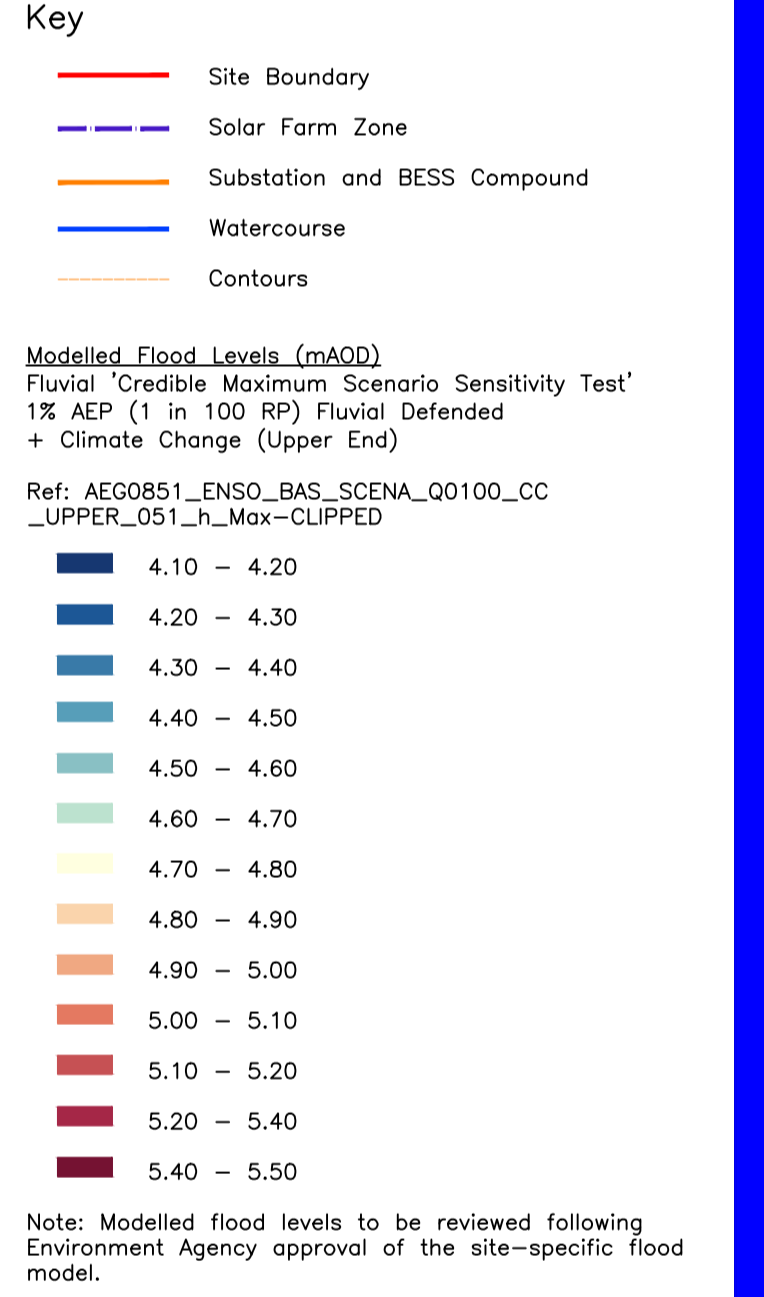 Key
Site Boundary
Solar Farm Zone
Substation and BESS Compound
Watercourse
Contours
Modelled Flood Levels (mAOD)
Fluvial 'Credible Maximum Scenario Sensitivity Test'
1% AEP (1 in 100 RP) Fluvial Defended
+ Climate Change (Upper End)
Ref: AEG0851_ENSO_BAS_SCENA_Q0100_CC
_UPPER_051_h_Max-CLIPPED
4.10 - 4.20
4.20 - 4.30
4.30 - 4.40
4.40 - 4.50
4.50 - 4.60
4.60 - 4.70
4.70 - 4.80
4.80 - 4.90
4.90 - 5.00
5.00 - 5.10
5.10 - 5.20
5.20 - 5.40
5.40 - 5.50
Note: Modelled flood levels to be reviewed following
Environment Agency approval of the site-specific flood
model.